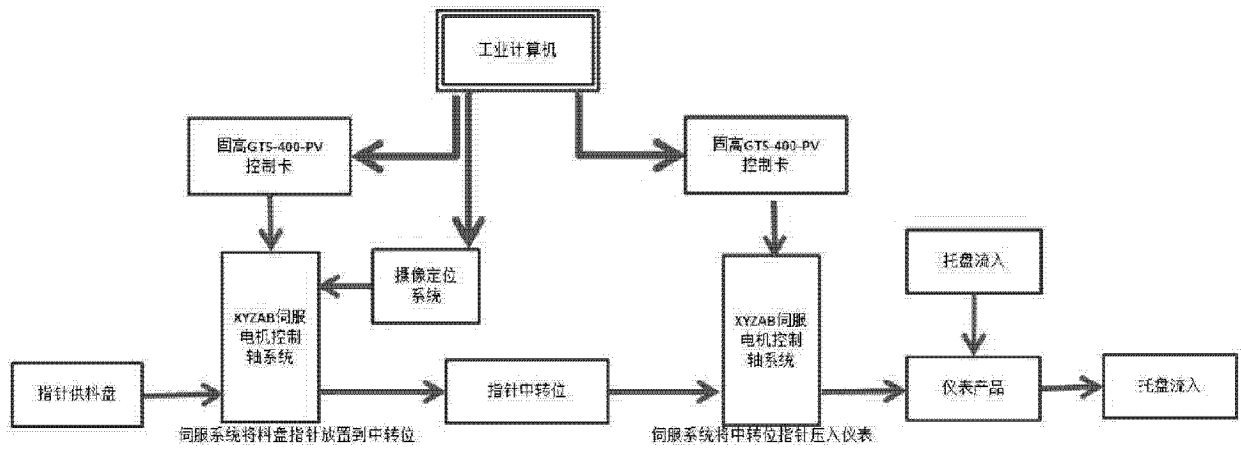 工业计算机
固高GTS-400-PV
控制卡
固高GTS-400-PV
控制卡
摄像定位
系统
托盘流入
XYZAB伺服
电机控制
轴系统
XYZAB伺服
电机控制
轴系统
指针供料盘
指针中转位
仪表产品
托盘流入
伺服系统将料盘指针放置到中转位
伺服系统将中转位指针压入仪表